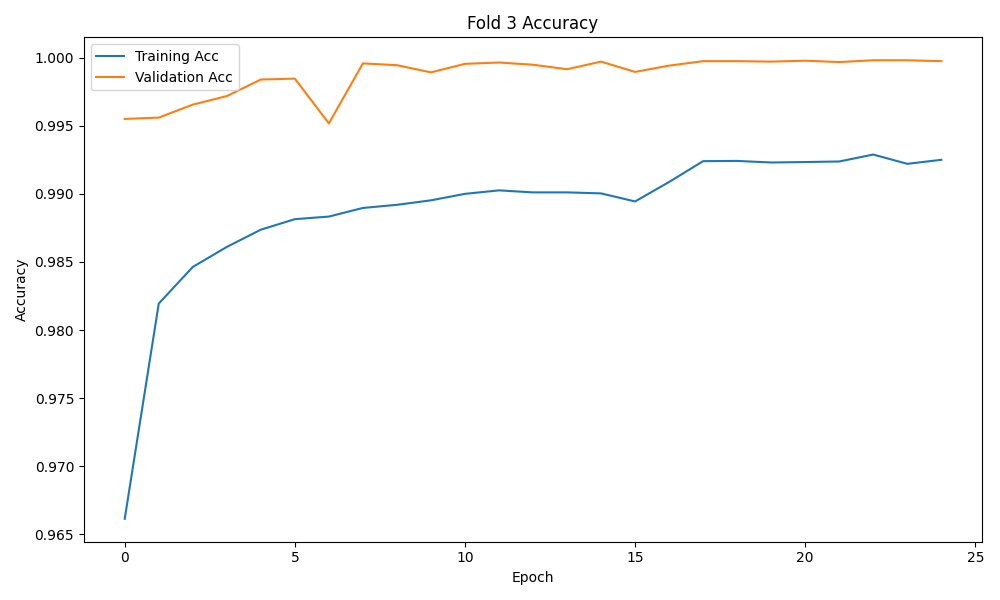 Fold 3 Accuracy
Training Acc
Validation Acc
1.000
0.995
0.990
0.985
0.980
0.975
0.970
0.965
Accuracy
0 5 10 15 20 25
Epoch